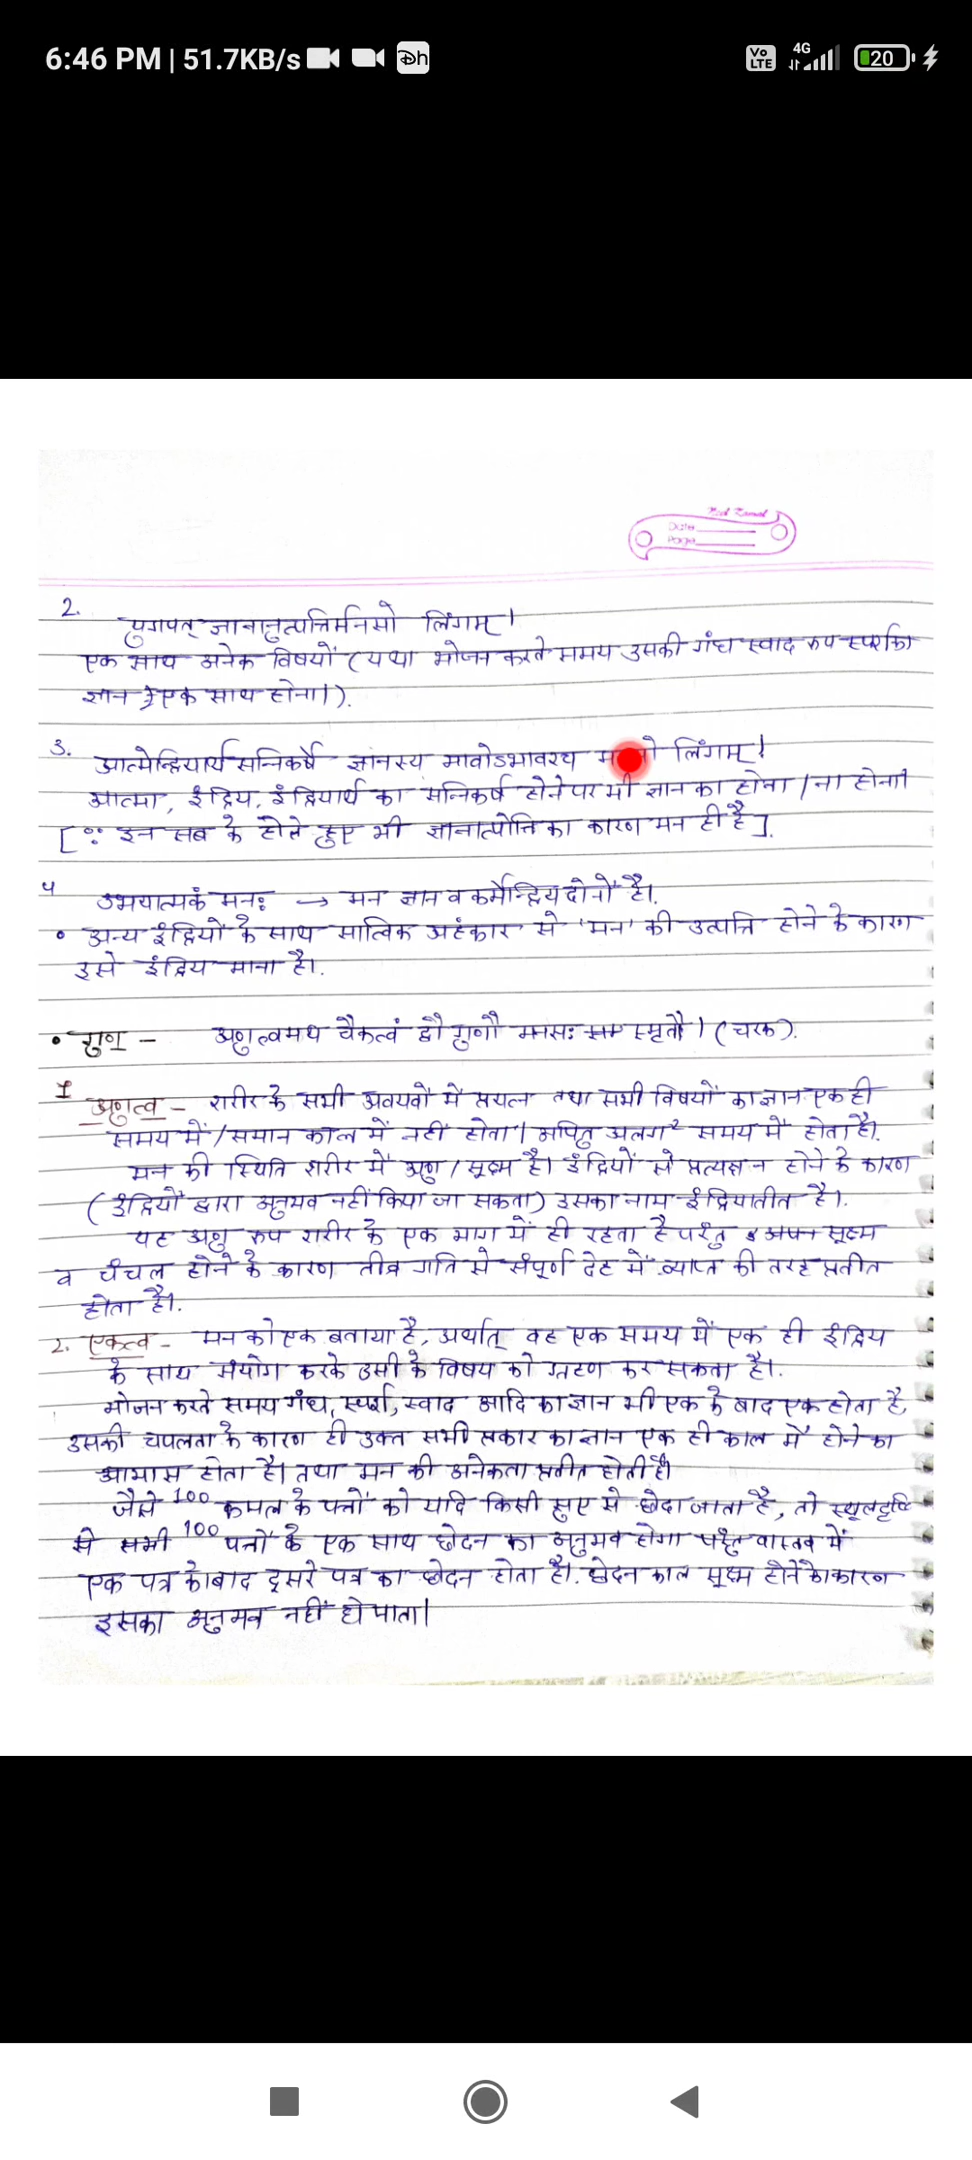 6:46 PM | 51.7KB/s
Vo LTE 4G 20
Date
Page
2.
युगपत् ज्ञानानुत्पत्तिर्मनसो लिंगम्।
एक साथ अनेक विषयों (यथा भोजन करते समय उसकी गंध स्वाद रूप स्पर्श का
ज्ञान एक साथ होना।).
3. आत्मेन्द्रियार्थ सन्निकर्षे ज्ञानस्य भावोऽभावश्च लिंगम्।
आत्मा, इंद्रिय, इंद्रियार्थ का सन्निकर्ष होने पर भी ज्ञान का होना / ना होना।
[∵ इन सब के होते हुए भी ज्ञानोत्पत्ति का कारण मन ही है].
4 उभयात्मकं मनः → मन ज्ञान व कर्मेन्द्रिय दोनों है।.
• अन्य इंद्रियों के साथ सात्विक अहंकार से 'मन' की उत्पत्ति होने के कारण
इसे इंद्रिय माना है।.
• गुण - अणुत्वमथ चैकत्वं द्वौ गुणौ मनसः स्मृतौ। (चरक).
1 अणुत्व - शरीर के सभी अवयवों में प्रयत्न तथा सभी विषयों का ज्ञान एक ही
समय में / समान काल में नहीं होता। अपितु अलग² समय में होता है।.
मन की स्थिति शरीर में अणु / सूक्ष्म है। इंद्रियों से प्रत्यक्ष न होने के कारण
(इंद्रियों द्वारा अनुभव नहीं किया जा सकता) उसका नाम इंद्रियातीत है।.
यह अणु रूप शरीर के एक भाग में ही रहता है परंतु सूक्ष्म
व चंचल होने के कारण तीव्र गति से संपूर्ण देह में व्याप्त की तरह प्रतीत
होता है।.
2. एकत्व - मन को एक बताया है, अर्थात् वह एक समय में एक ही इंद्रिय
के साथ संयोग करके उसी के विषय को ग्रहण कर सकता है।.
भोजन करते समय गंध, स्पर्श, स्वाद आदि का ज्ञान भी एक के बाद एक होता है,
उसकी चपलता के कारण ही उक्त सभी प्रकार का ज्ञान एक ही काल में होने का
आभास होता है। तथा मन की अनेकता प्रतीत होती है।
जैसे 100 कमल के पत्तों को यदि किसी सुए से छेदा जाता है, तो स्थूलदृष्टि
से सभी 100 पत्तों के एक साथ छेदन का अनुभव होगा परंतु वास्तव में
एक पत्र के बाद दूसरे पत्र का छेदन होता है। छेदन काल सूक्ष्म होने के कारण
इसका अनुभव नहीं हो पाता।